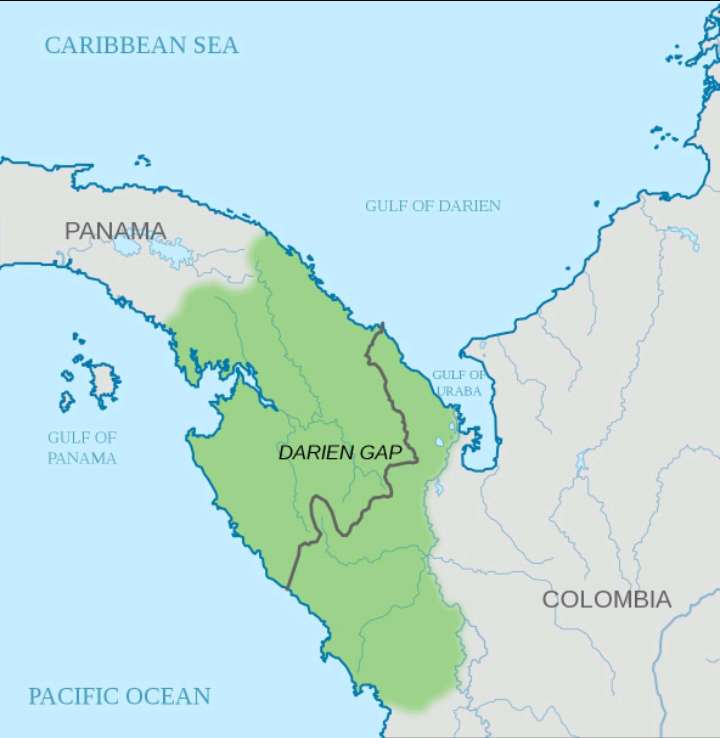 CARIBBEAN SEA
GULF OF DARIEN
PANAMA
GULF OF
URABA
GULF OF
PANAMA
DARIEN GAP
COLOMBIA
PACIFIC OCEAN